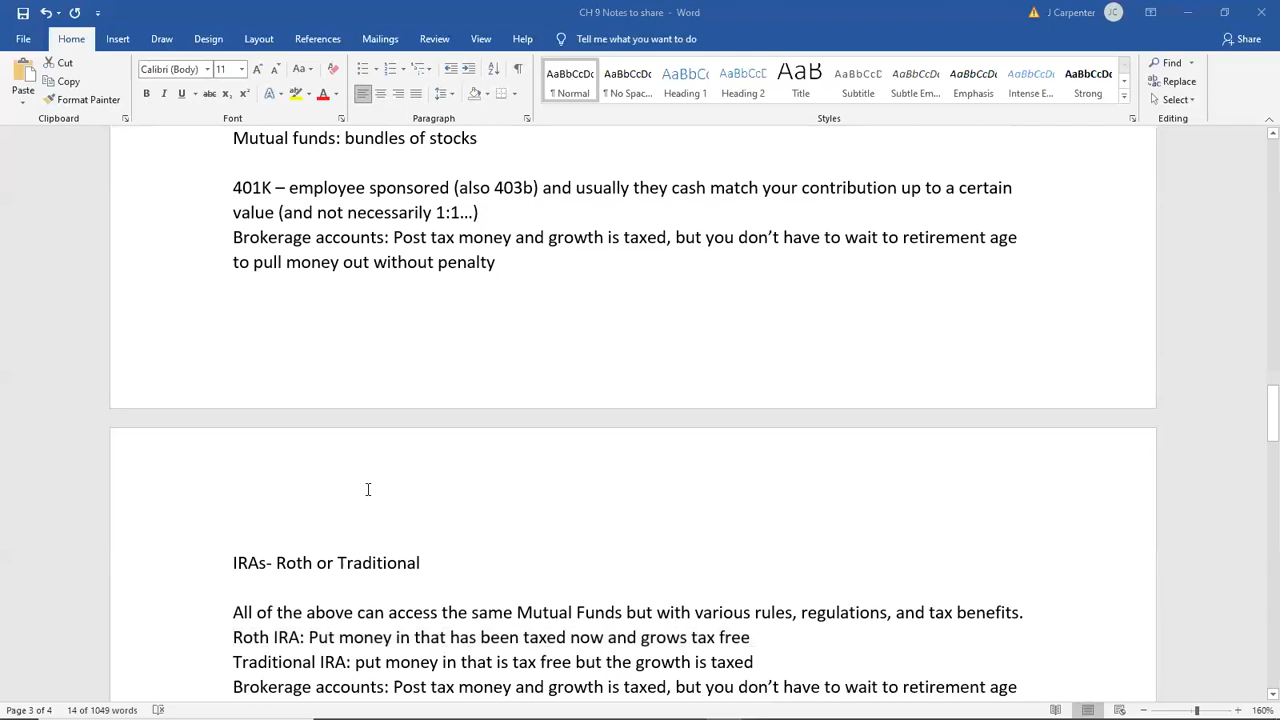 CH 9 Notes to share - Word
J Carpenter
JC
File
Home
Insert
Draw
Design
Layout
References
Mailings
Review
View
Help
Tell me what you want to do
Share
Paste
Cut
Copy
Format Painter
Clipboard
Calibri (Body)
11
Font
Paragraph
AaBbCcDc
¶ Normal
AaBbCcDc
¶ No Spac...
AaBbCc
Heading 1
AaBbCcD
Heading 2
AaB
Title
AaBbCcD
Subtitle
AaBbCcDc
Subtle Em...
AaBbCcDc
Emphasis
AaBbCcDc
Intense E...
AaBbCcDc
Strong
Styles
Find
Replace
Select
Editing
Mutual funds: bundles of stocks
401K – employee sponsored (also 403b) and usually they cash match your contribution up to a certain
value (and not necessarily 1:1…)
Brokerage accounts: Post tax money and growth is taxed, but you don’t have to wait to retirement age
to pull money out without penalty
IRAs- Roth or Traditional
All of the above can access the same Mutual Funds but with various rules, regulations, and tax benefits.
Roth IRA: Put money in that has been taxed now and grows tax free
Traditional IRA: put money in that is tax free but the growth is taxed
Brokerage accounts: Post tax money and growth is taxed, but you don’t have to wait to retirement age
Page 3 of 4
14 of 1049 words
160%